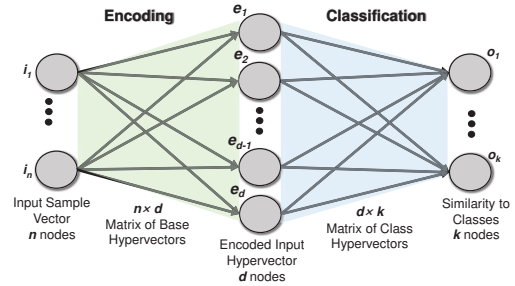 Encoding
Classification
e1
e2
ed-1
ed
i1
in
o1
ok
Input Sample
Vector
n nodes
n× d
Matrix of Base
Hypervectors
Encoded Input
Hypervector
d nodes
d× k
Matrix of Class
Hypervectors
Similarity to
Classes
k nodes